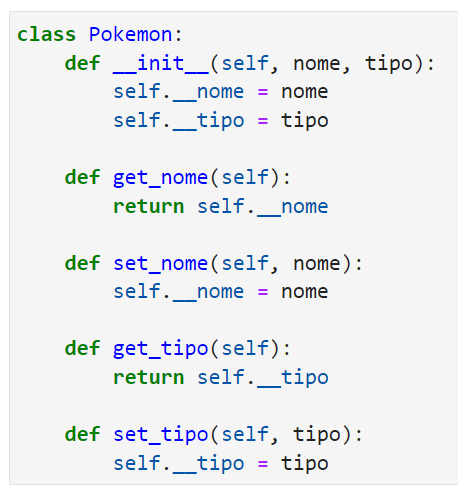 class Pokemon:
    def __init__(self, nome, tipo):
        self.__nome = nome
        self.__tipo = tipo

    def get_nome(self):
        return self.__nome

    def set_nome(self, nome):
        self.__nome = nome

    def get_tipo(self):
        return self.__tipo

    def set_tipo(self, tipo):
        self.__tipo = tipo